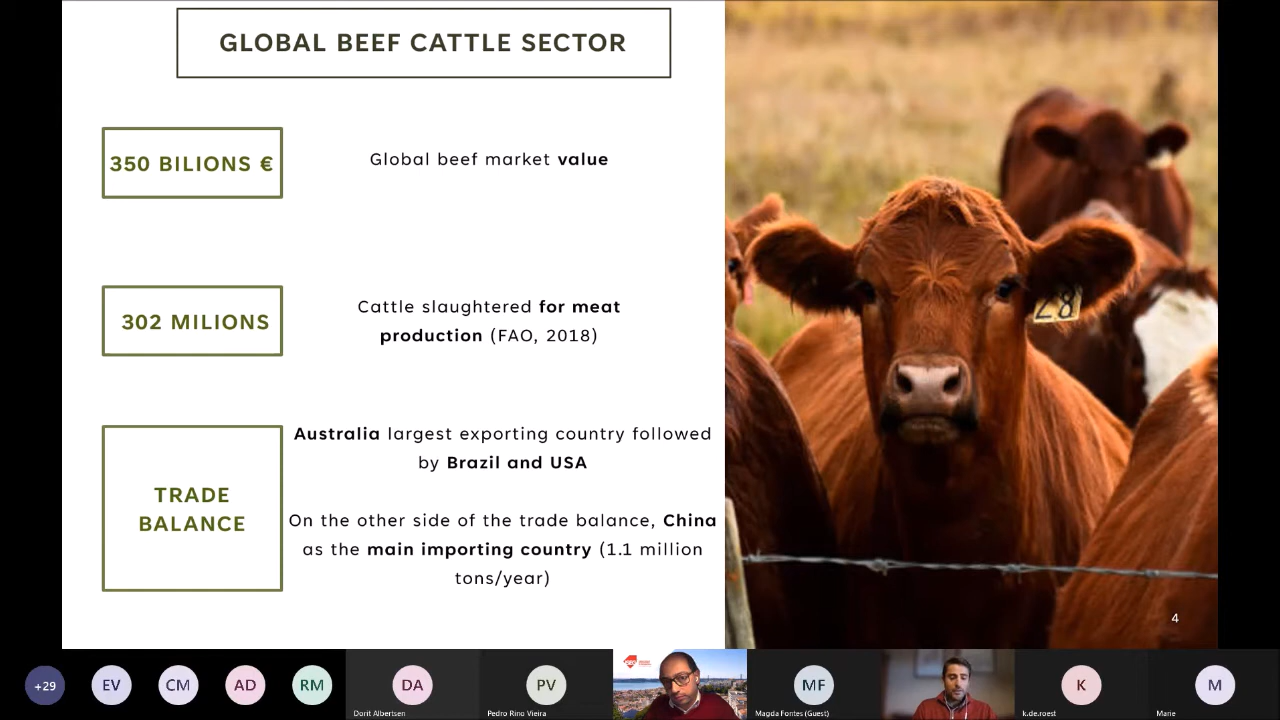 GLOBAL BEEF CATTLE SECTOR
350 BILIONS €
Global beef market value
302 MILIONS
Cattle slaughtered for meat
production (FAO, 2018)
TRADE
BALANCE
Australia largest exporting country followed
by Brazil and USA
On the other side of the trade balance, China
as the main importing country (1.1 million
tons/year)
28
4
+29
EV
CM
AD
RM
DA
Dorit Albertsen
PV
Pedro Rino Vieira
MF
Magda Fontes (Guest)
K
k.de.roest
M
Marie